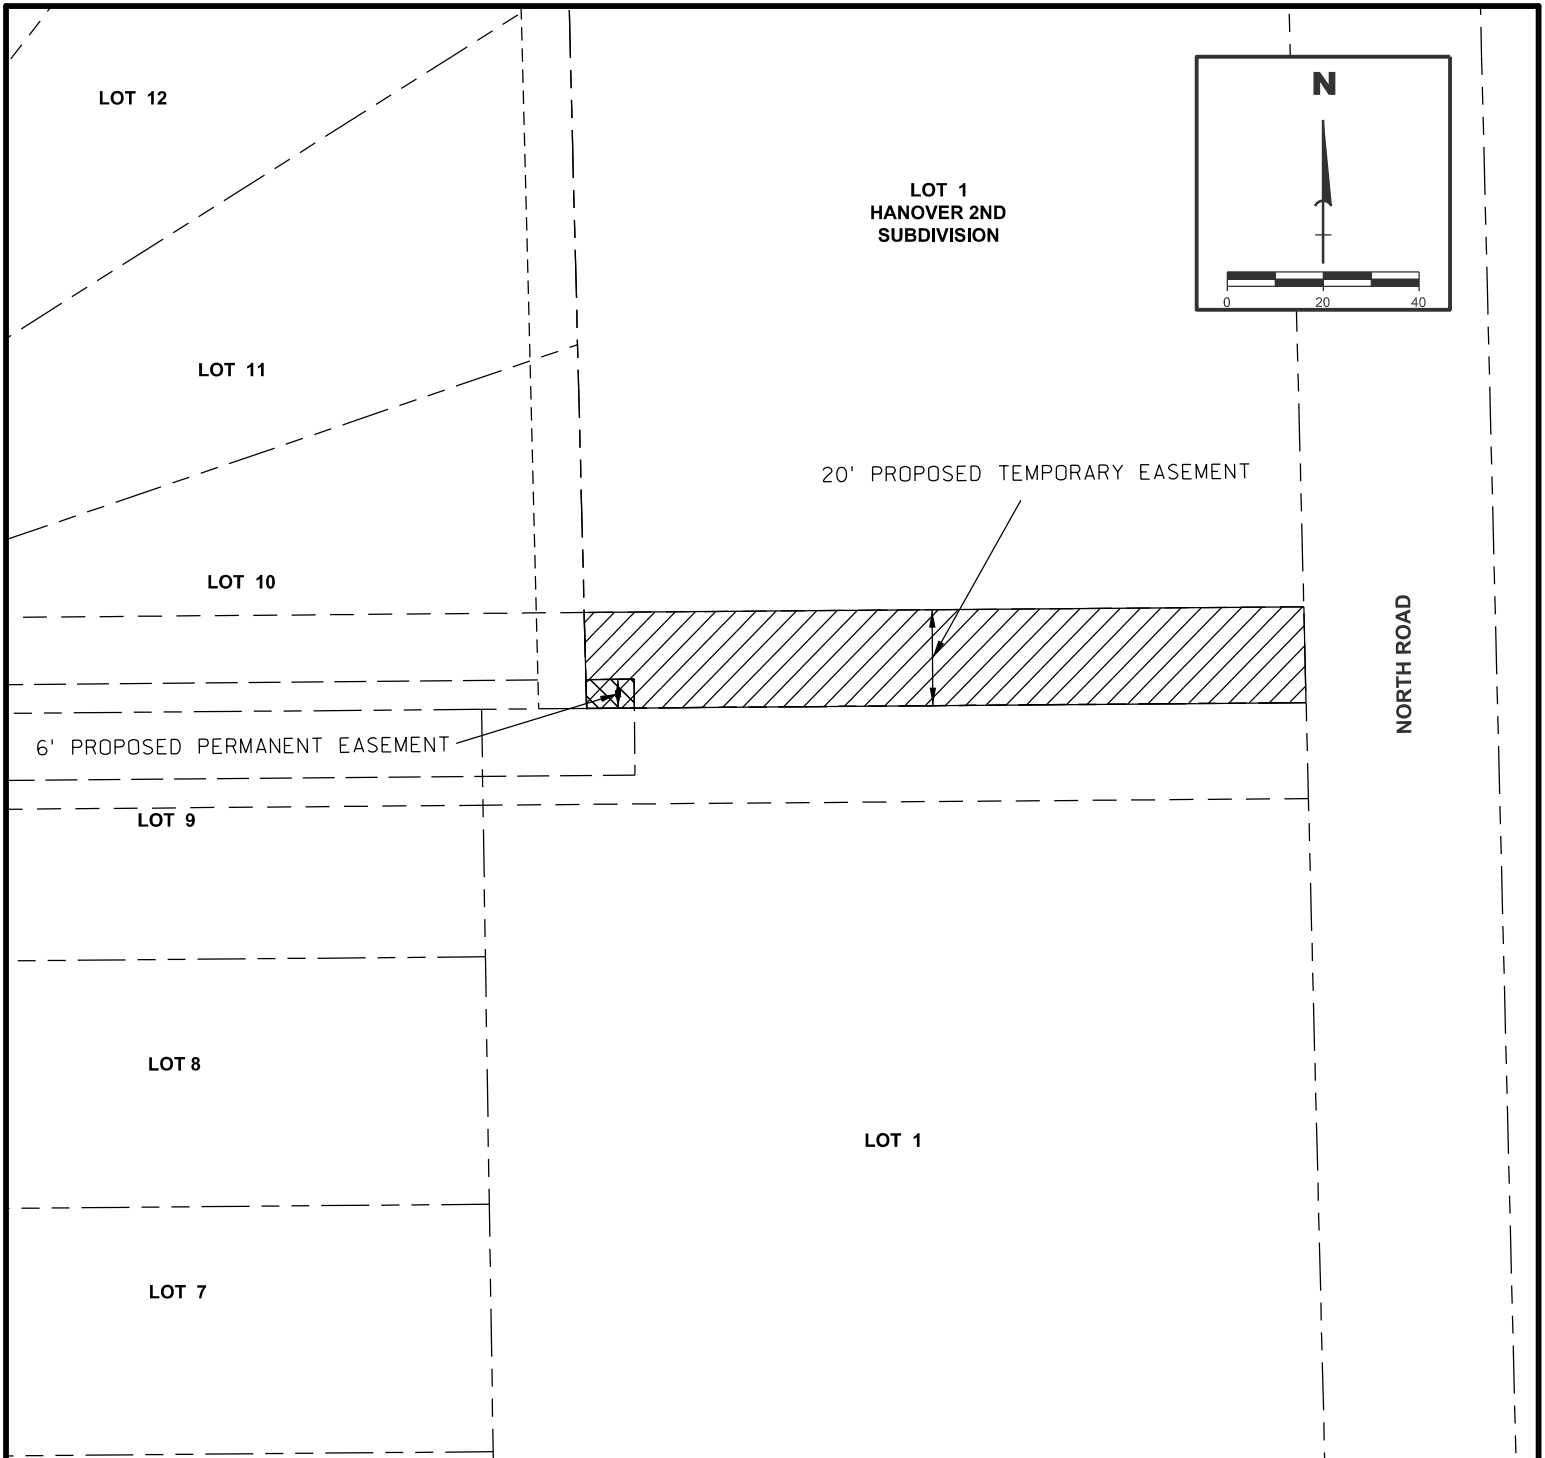 LOT 12
N
LOT 1
HANOVER 2ND
SUBDIVISION
0 20 40
LOT 11
20' PROPOSED TEMPORARY EASEMENT
LOT 10
NORTH ROAD
6' PROPOSED PERMANENT EASEMENT
LOT 9
LOT 8
LOT 1
LOT 7